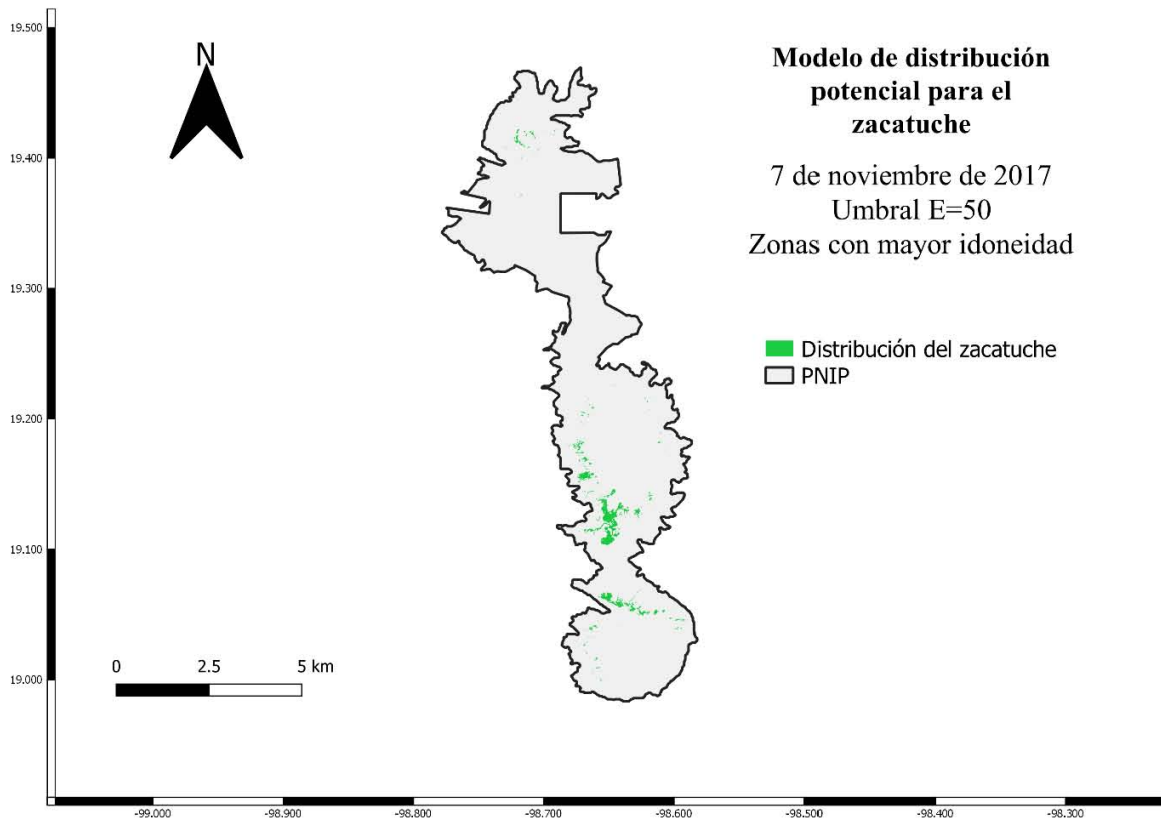 19.500
19.400
19.300
19.200
19.100
19.000
N
Modelo de distribución
potencial para el
zacatuche
7 de noviembre de 2017
Umbral E=50
Zonas con mayor idoneidad
Distribución del zacatuche
PNIP
0 2.5 5 km
-99.000 -98.900 -98.800 -98.700 -98.600 -98.500 -98.400 -98.300